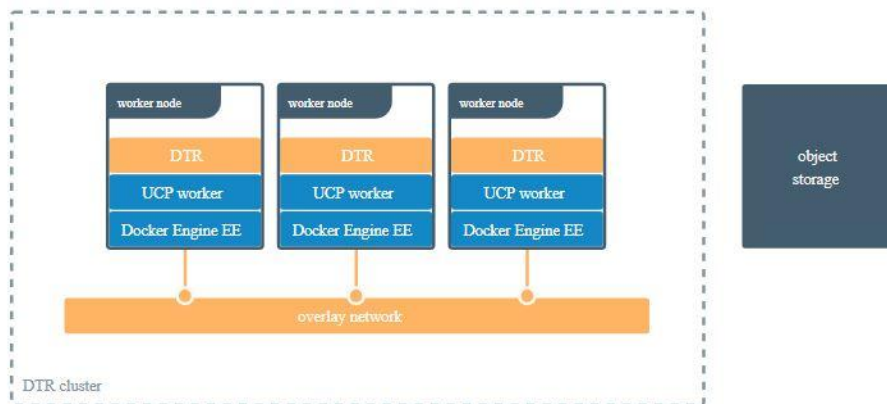 worker node
DTR
UCP worker
Docker Engine EE
worker node
DTR
UCP worker
Docker Engine EE
worker node
DTR
UCP worker
Docker Engine EE
overlay network
DTR cluster
object
storage